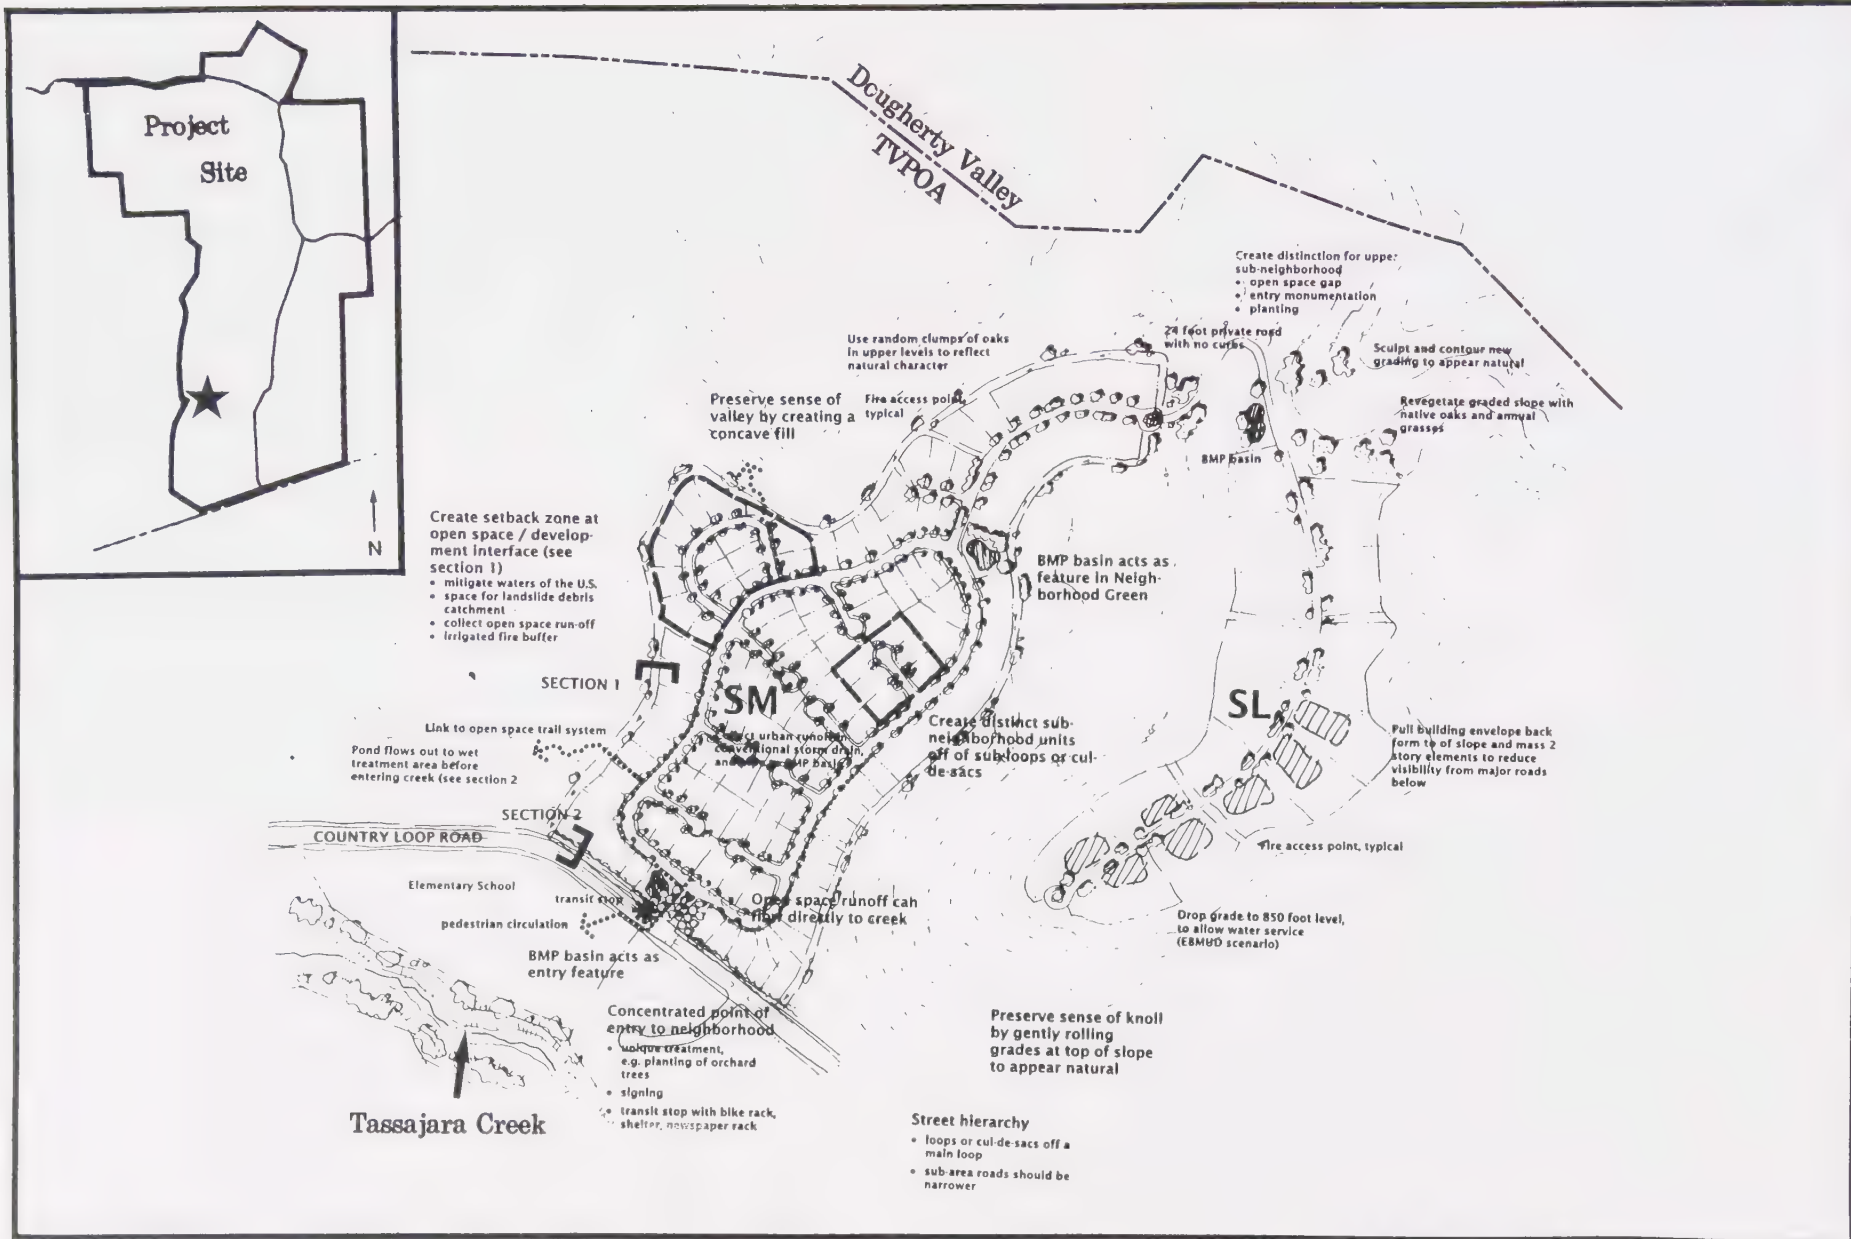 Project
Site
N
Dougherty Valley
TVPOA
Create distinction for upper
sub-neighborhood
• open space gap
• entry monumentation
• planting
24 foot private road
with no curbs
Use random clumps of oaks
in upper levels to reflect
natural character
Sculpt and contour new
grading to appear natural
Preserve sense of
valley by creating a
concave fill
Fire access point,
typical
Revegetate graded slope with
native oaks and annual
grasses
BMP basin
Create setback zone at
open space / develop-
ment interface (see
section 1)
• mitigate waters of the U.S.
• space for landslide debris
catchment
• collect open space run-off
• irrigated fire buffer
BMP basin acts as
feature in Neigh-
borhood Green
SECTION 1
SM
SL
Link to open space trail system
Pond flows out to wet
treatment area before
entering creek (see section 2
urban runoff in
conventional storm drain,
and BMP basin
Create distinct sub-
neighborhood units
off of subloops or cul-
de-sacs
Pull building envelope back
form to of slope and mass 2
story elements to reduce
visibility from major roads
below
SECTION 2
COUNTRY LOOP ROAD
Fire access point, typical
Elementary School
transit stop
pedestrian circulation
Open space runoff can
flow directly to creek
Drop grade to 850 foot level,
to allow water service
(EBMUD scenario)
BMP basin acts as
entry feature
Concentrated point of
entry to neighborhood
• unique treatment,
e.g. planting of orchard
trees
• signing
• transit stop with bike rack,
shelter, newspaper rack
Preserve sense of knoll
by gently rolling
grades at top of slope
to appear natural
Tassajara Creek
Street hierarchy
• loops or cul-de-sacs off a
main loop
• sub-area roads should be
narrower